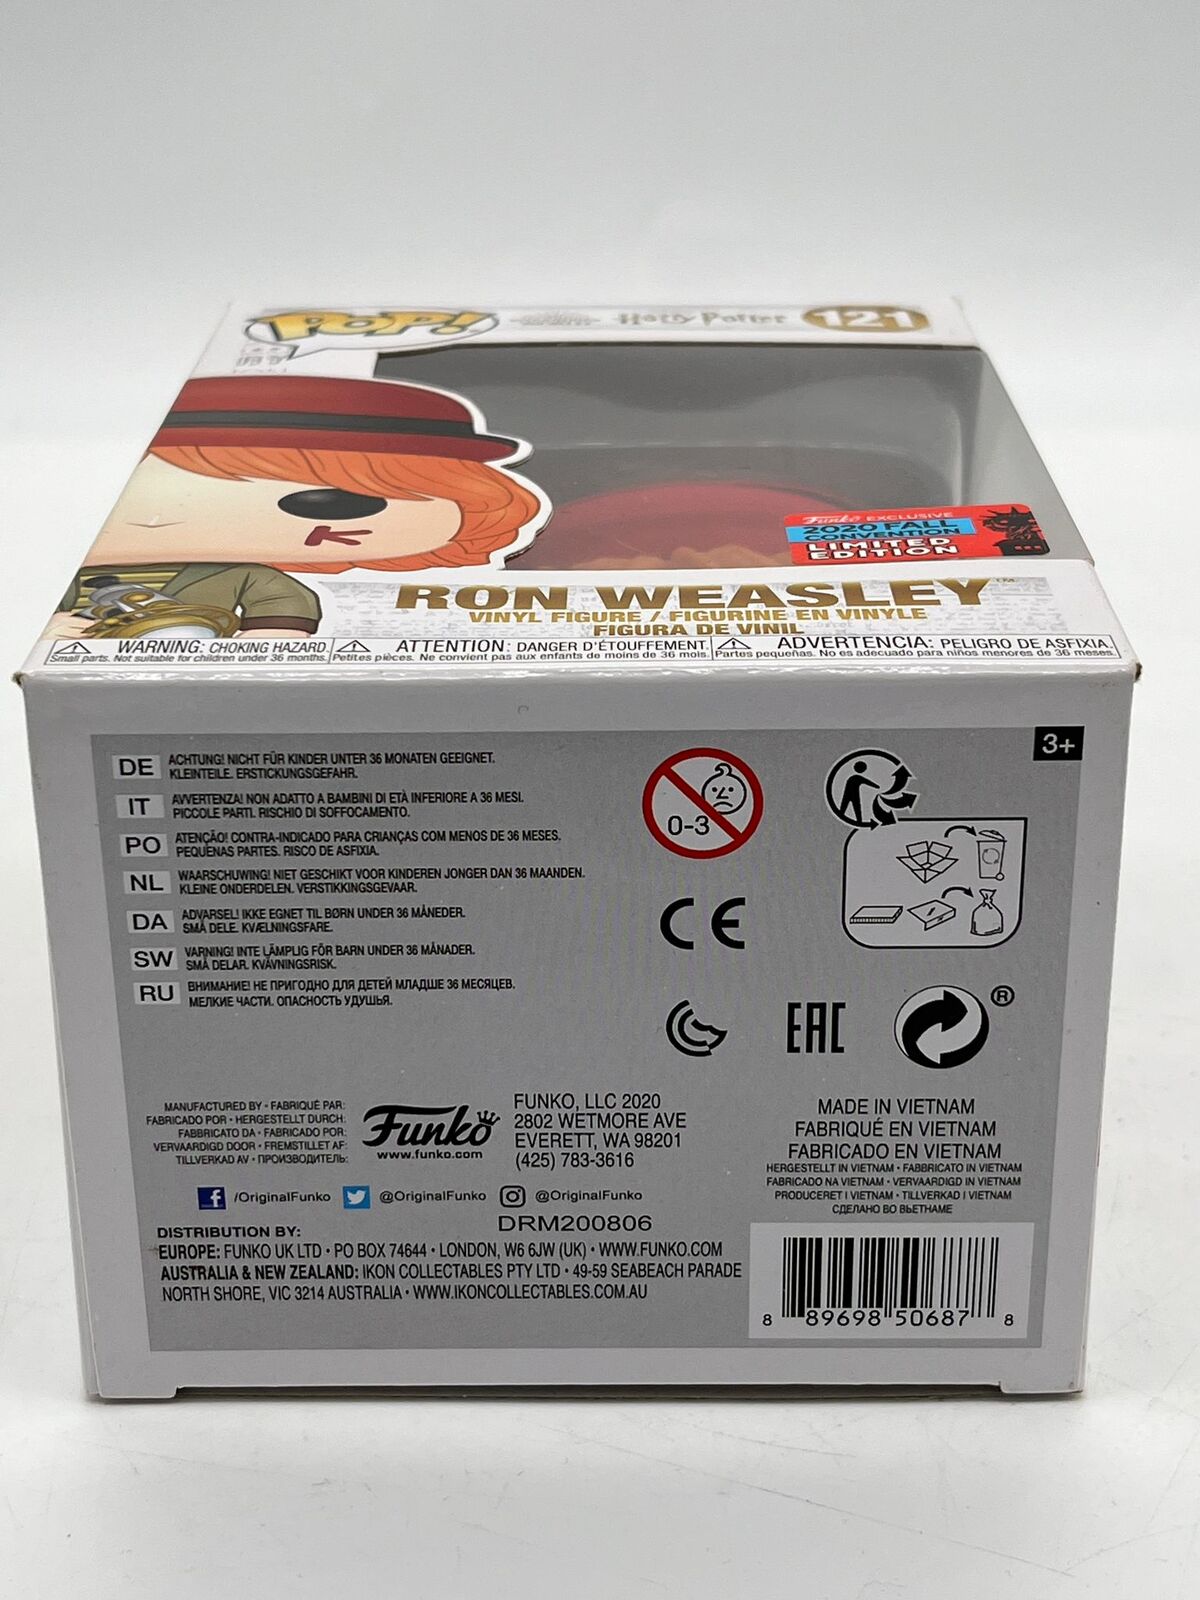 POP!
Harry Potter
121
Funko EXCLUSIVE
2020 FALL
CONVENTION
LIMITED
EDITION
RON WEASLEY™
VINYL FIGURE / FIGURINE EN VINYLE
FIGURA DE VINIL
⚠ WARNING: CHOKING HAZARD.
Small parts. Not suitable for children under 36 months.
⚠ ATTENTION: DANGER D'ÉTOUFFEMENT.
Petites pièces. Ne convient pas aux enfants de moins de 36 mois.
⚠ ADVERTENCIA: PELIGRO DE ASFIXIA.
Partes pequeñas. No es adecuado para niños menores de 36 meses.
3+
DE ACHTUNG! NICHT FÜR KINDER UNTER 36 MONATEN GEEIGNET.
KLEINTEILE. ERSTICKUNGSGEFAHR.
IT AVVERTENZA! NON ADATTO A BAMBINI DI ETÀ INFERIORE A 36 MESI.
PICCOLE PARTI. RISCHIO DI SOFFOCAMENTO.
PO ATENÇÃO! CONTRA-INDICADO PARA CRIANÇAS COM MENOS DE 36 MESES.
PEQUENAS PARTES. RISCO DE ASFIXIA.
NL WAARSCHUWING! NIET GESCHIKT VOOR KINDEREN JONGER DAN 36 MAANDEN.
KLEINE ONDERDELEN. VERSTIKKINGSGEVAAR.
DA ADVARSEL! IKKE EGNET TIL BØRN UNDER 36 MÅNEDER.
SMÅ DELE. KVÆLNINGSFARE.
SW VARNING! INTE LÄMPLIG FÖR BARN UNDER 36 MÅNADER.
SMÅ DELAR. KVÄVNINGSRISK.
RU ВНИМАНИЕ! НЕ ПРИГОДНО ДЛЯ ДЕТЕЙ МЛАДШЕ 36 МЕСЯЦЕВ.
МЕЛКИЕ ЧАСТИ. ОПАСНОСТЬ УДУШЬЯ.
0-3
CE
EAC
®
MANUFACTURED BY • FABRIQUÉ PAR:
FABRICADO POR • HERGESTELLT DURCH:
FABBRICATO DA • FABRICADO POR:
VERVAARDIGD DOOR • FREMSTILLET AF:
TILLVERKAD AV • ПРОИЗВОДИТЕЛЬ:
Funko
www.funko.com
FUNKO, LLC 2020
2802 WETMORE AVE
EVERETT, WA 98201
(425) 783-3616
f /OriginalFunko @OriginalFunko @OriginalFunko
DRM200806
DISTRIBUTION BY:
EUROPE: FUNKO UK LTD • PO BOX 74644 • LONDON, W6 6JW (UK) • WWW.FUNKO.COM
AUSTRALIA & NEW ZEALAND: IKON COLLECTABLES PTY LTD • 49-59 SEABEACH PARADE
NORTH SHORE, VIC 3214 AUSTRALIA • WWW.IKONCOLLECTABLES.COM.AU
MADE IN VIETNAM
FABRIQUÉ EN VIETNAM
FABRICADO EN VIETNAM
HERGESTELLT IN VIETNAM • FABBRICATO IN VIETNAM
FABRICADO NA VIETNAM • VERVAARDIGD IN VIETNAM
PRODUCERET I VIETNAM • TILLVERKAD I VIETNAM
СДЕЛАНО ВО ВЬЕТНАМЕ
8 89698 50687 8